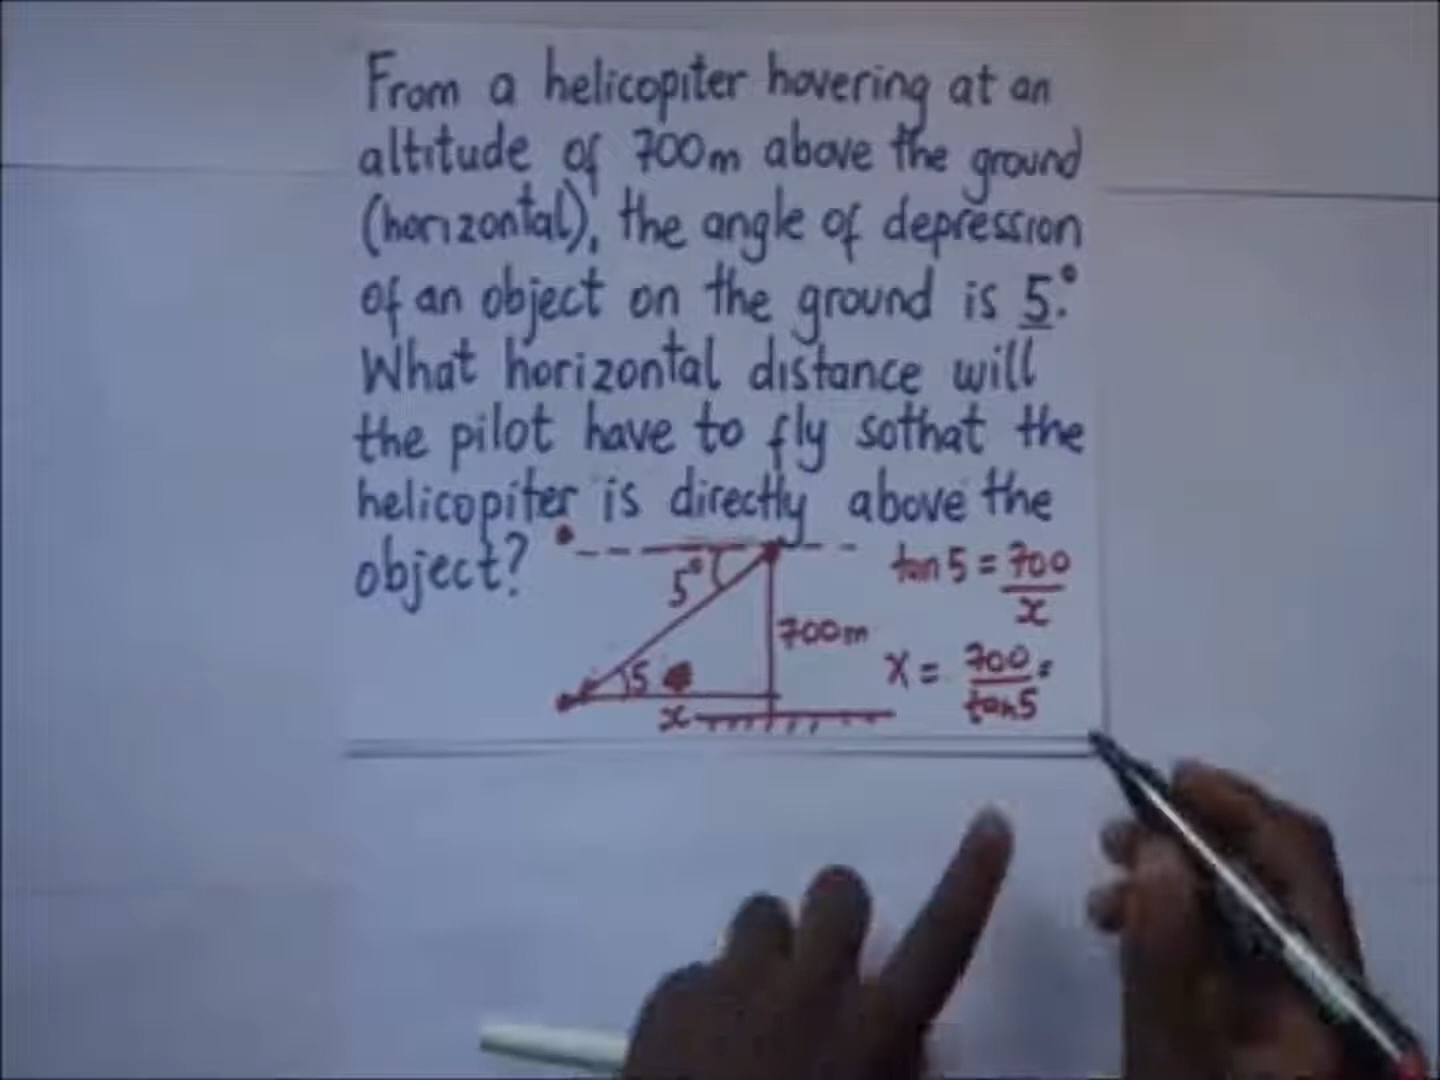 From a helicopiter hovering at an
altitude of 700m above the ground
(horizontal), the angle of depression
of an object on the ground is 5°.
What horizontal distance will
the pilot have to fly sothat the
helicopiter is directly above the
object?
5°
700m
5
x
tan 5 = 700/x
x = 700/tan5 =